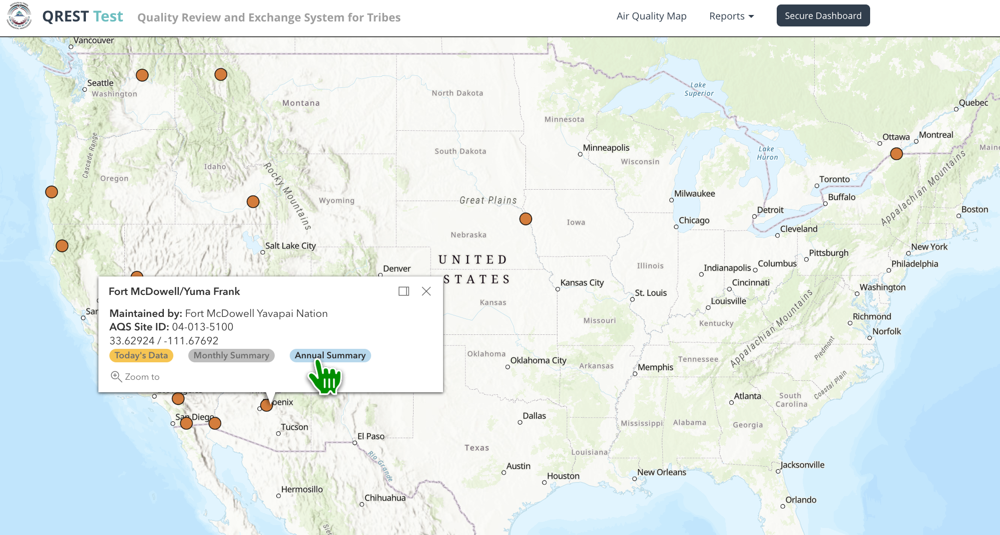 QREST Test
Quality Review and Exchange System for Tribes
Air Quality Map
Reports
Secure Dashboard
Vancouver
Seattle
Washington
Montana
North Dakota
Lake
Superior
Minnesota
Quebec
Ottawa
Montreal
Maine
Cascade Range
Oregon
Idaho
Rocky Mountains
South Dakota
Minneapolis
Wisconsin
Lake
Huron
Toronto
Buffalo
Appalachian Mountains
Boston
Wyoming
Great Plains
Milwaukee
Chicago
Detroit
Cleveland
Iowa
Nebraska
Salt Lake City
Denver
UNITED
STATES
Illinois
Indianapolis
Columbus
Pittsburgh
New York
Philadelphia
Kansas City
Cincinnati
Washington
St. Louis
Louisville
Kansas
Missouri
Kentucky
Appalachian Mountains
Richmond
Norfolk
Piedmont
Coastal Plain
Fort McDowell/Yuma Frank
Maintained by: Fort McDowell Yavapai Nation
AQS Site ID: 04-013-5100
33.62924 / -111.67692
Today's Data
Monthly Summary
Annual Summary
Zoom to
Oklahoma
Oklahoma City
Arkansas
Tennessee
Memphis
Atlanta
South
Carolina
San Diego
Tucson
El Paso
Dallas
Mississippi
Alabama
Georgia
Texas
Louisiana
Rio Grande
Austin
Houston
New Orleans
Jacksonville
Orlando
Hermosillo
Chihuahua